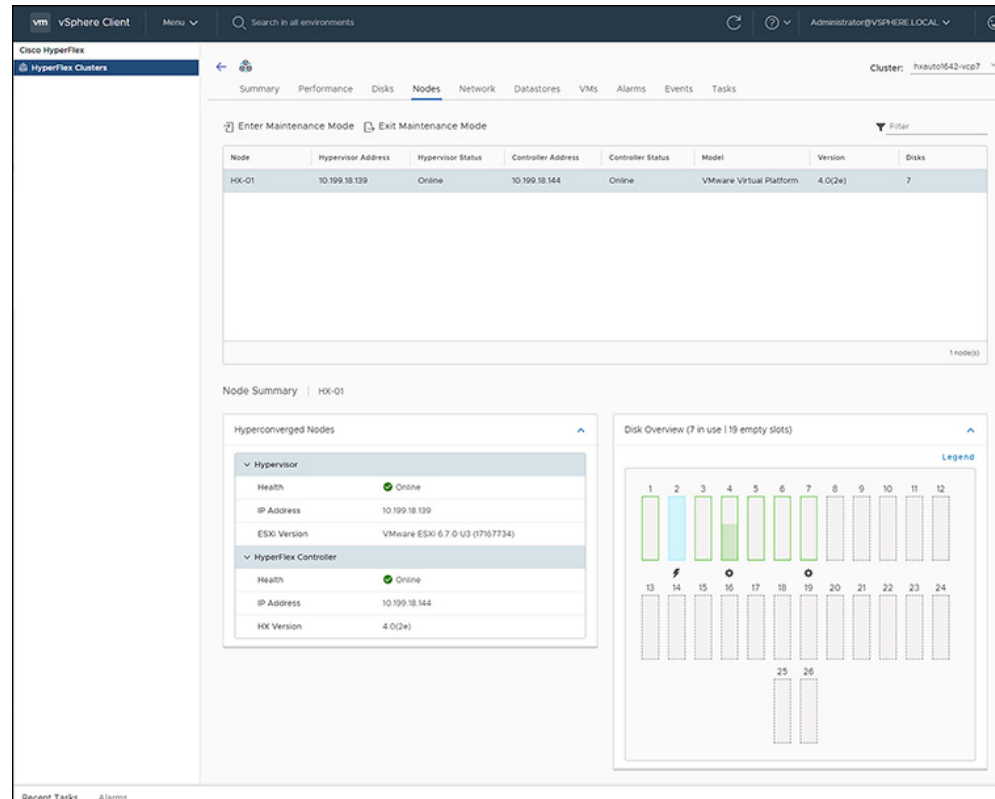 vm vSphere Client Menu Search in all environments Administrator@VSPHERE.LOCAL
Cisco HyperFlex
HyperFlex Clusters
Cluster: hxauto1642-vcp7
Summary Performance Disks Nodes Network Datastores VMs Alarms Events Tasks
Enter Maintenance Mode Exit Maintenance Mode Filter
Node Hypervisor Address Hypervisor Status Controller Address Controller Status Model Version Disks
HX-01 10.199.18.139 Online 10.199.18.144 Online VMware Virtual Platform 4.0(2e) 7
1 node(s)
Node Summary | HX-01
Hyperconverged Nodes
Hypervisor
Health Online
IP Address 10.199.18.139
ESXi Version VMware ESXi 6.7.0 U3 (17167734)
HyperFlex Controller
Health Online
IP Address 10.199.18.144
HX Version 4.0(2e)
Disk Overview (7 in use | 19 empty slots)
Legend
1 2 3 4 5 6 7 8 9 10 11 12
13 14 15 16 17 18 19 20 21 22 23 24
25 26
Recent Tasks Alarms